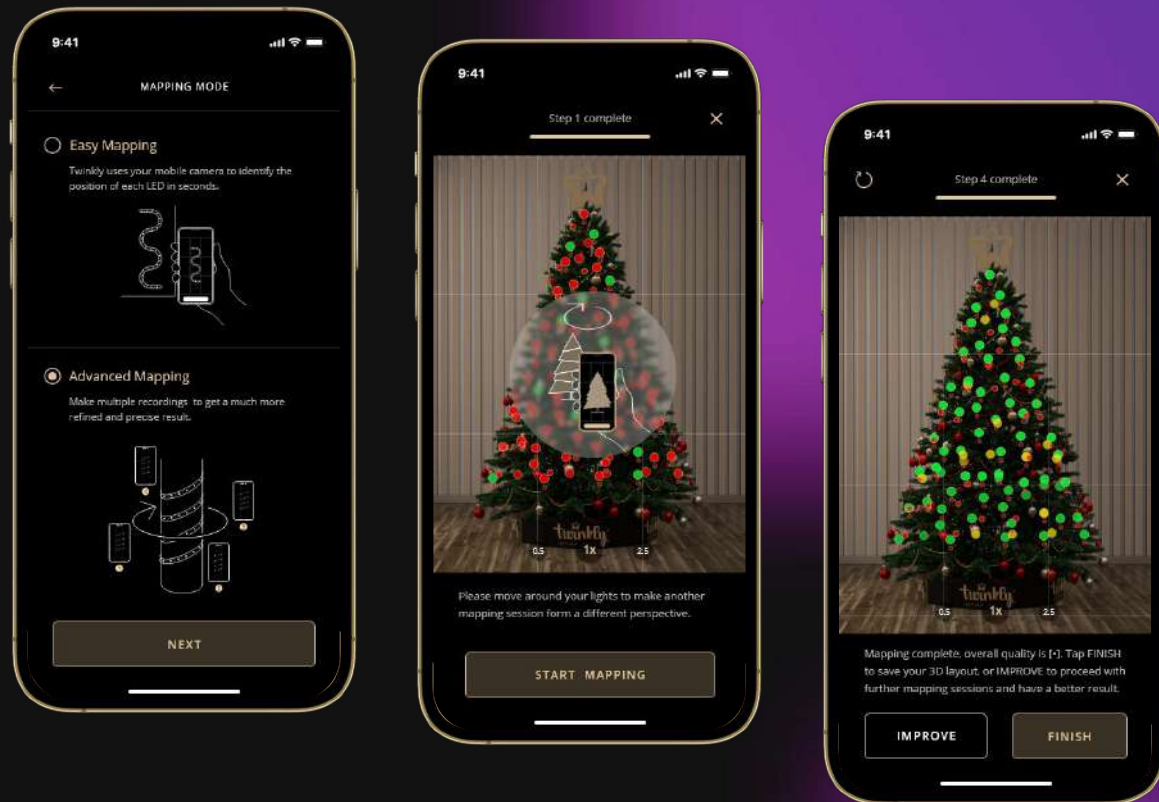 9:41
MAPPING MODE
Easy Mapping
Twinkly uses your mobile camera to identify the
position of each LED in seconds.
Advanced Mapping
Make multiple recordings to get a much more
refined and precise result.
NEXT
9:41
Step 1 complete
twinkly
0.5 1x 2.5
Please move around your lights to make another
mapping session form a different perspective.
START MAPPING
9:41
Step 4 complete
twinkly
0.5 1x 2.5
Mapping complete, overall quality is [•]. Tap FINISH
to save your 3D layout, or IMPROVE to proceed with
further mapping sessions and have a better result.
IMPROVE FINISH